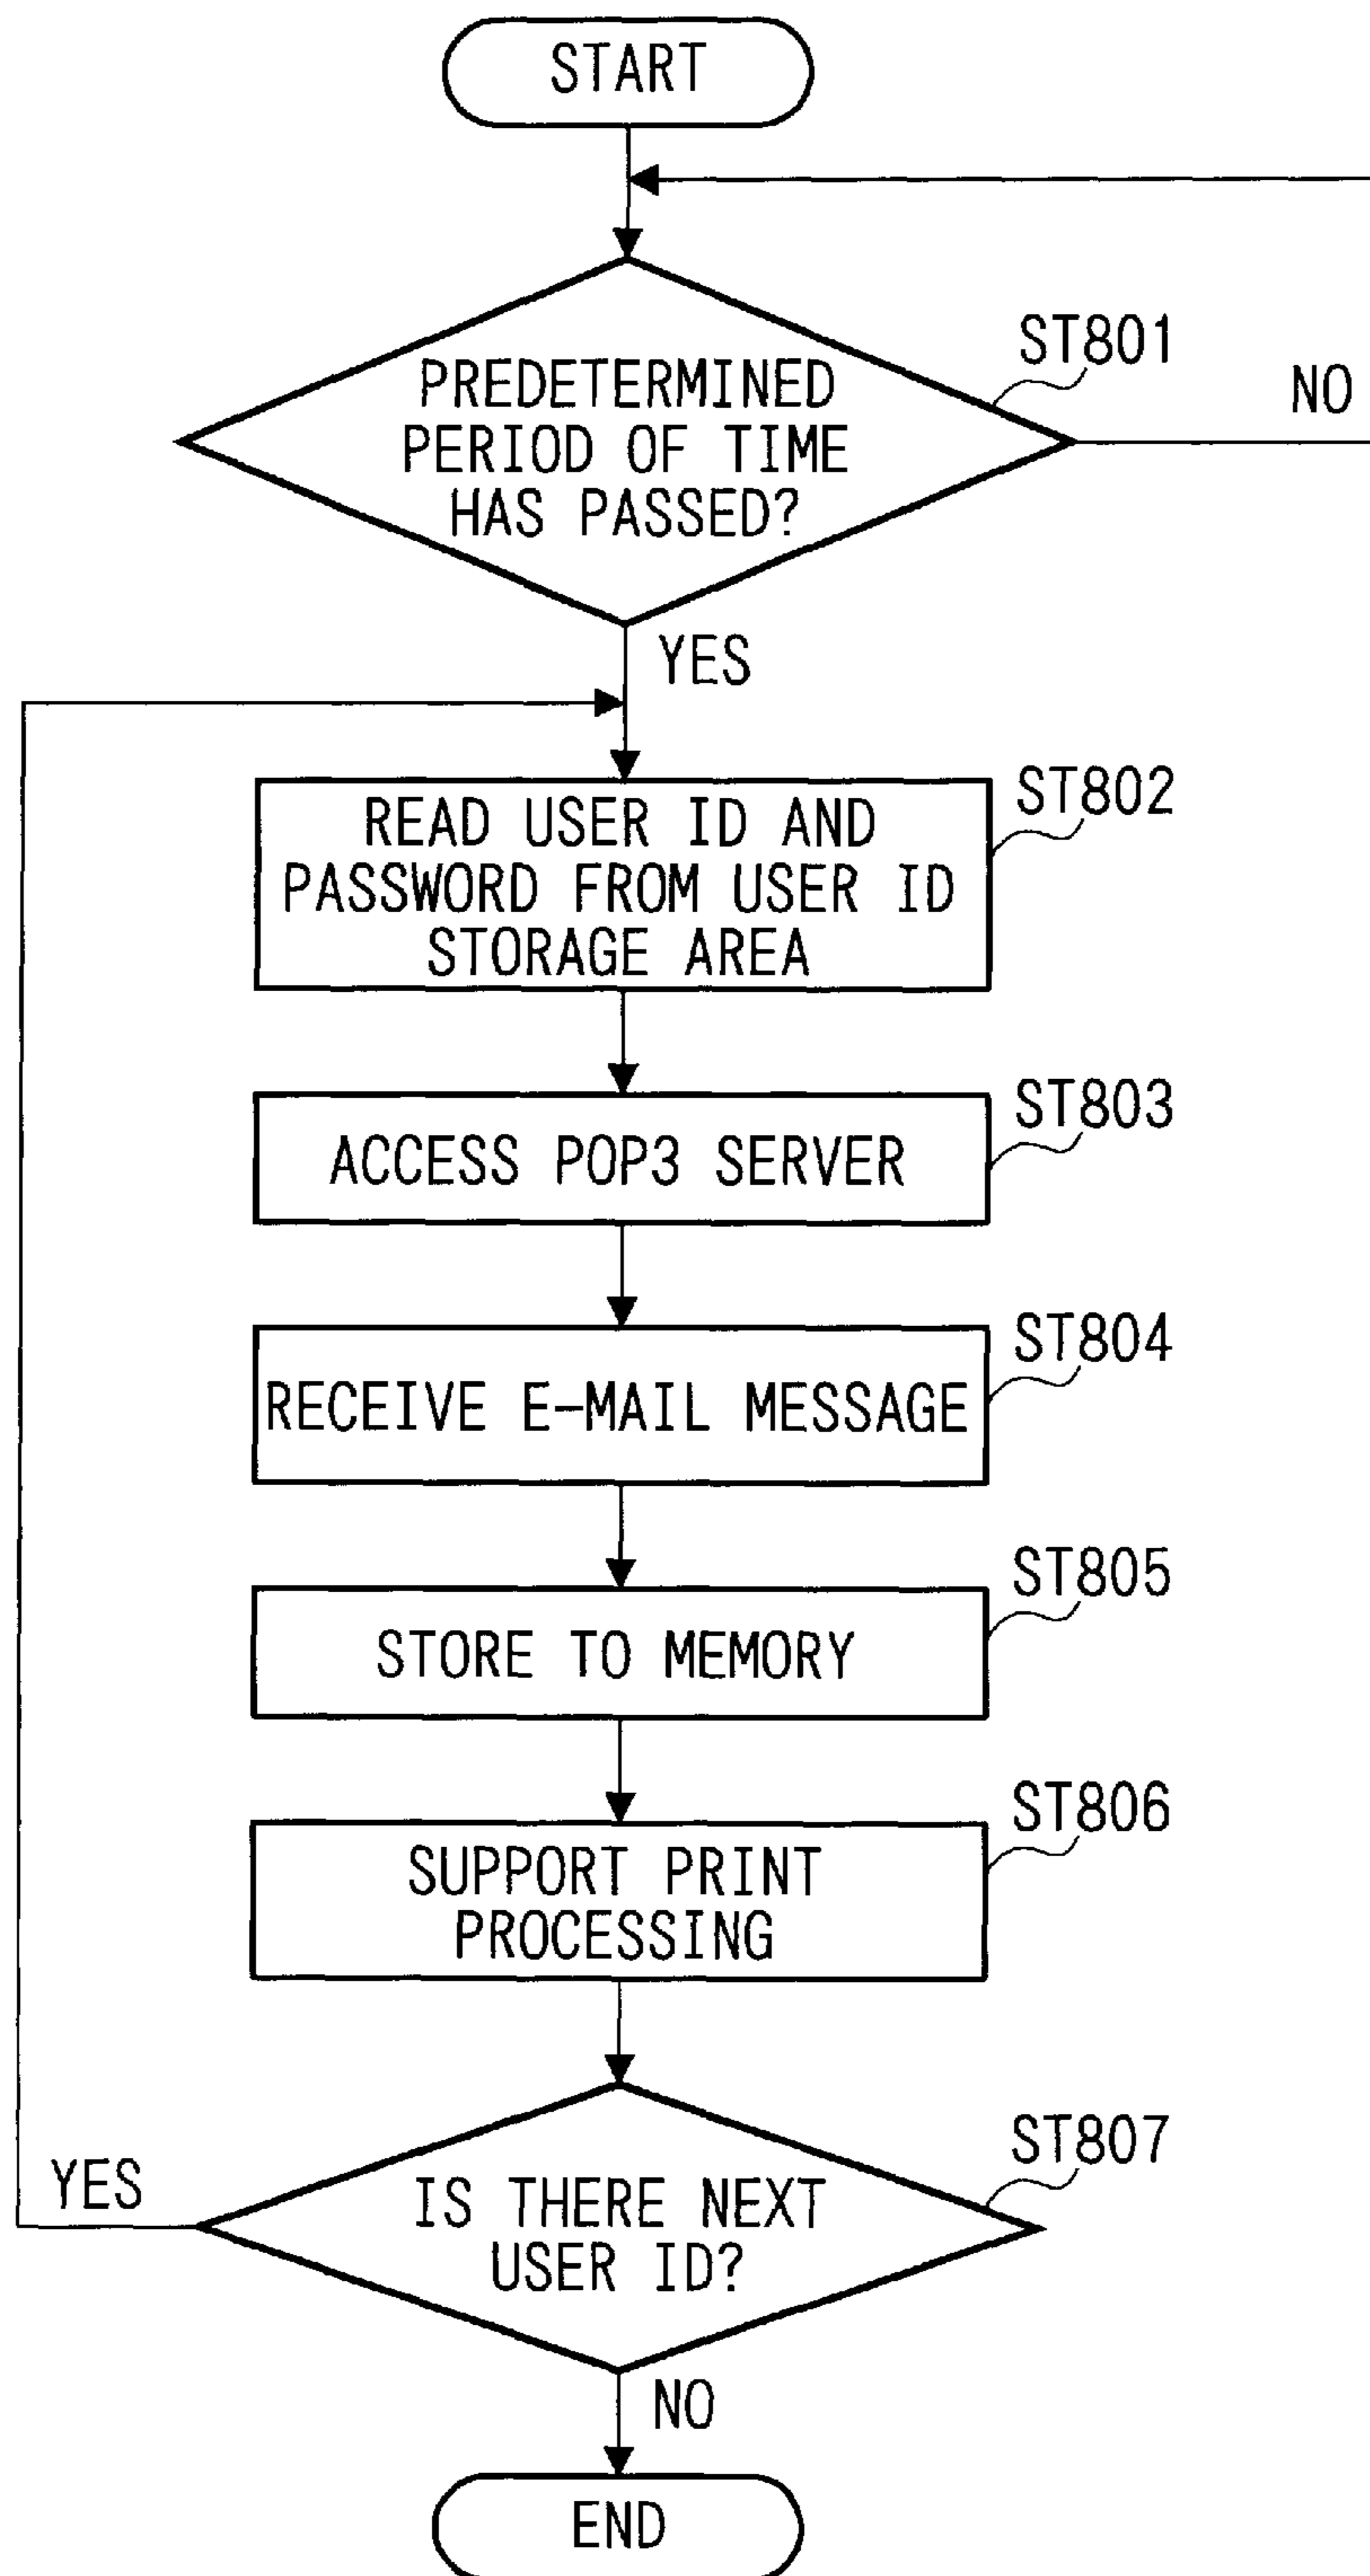 START
ST801
PREDETERMINED
PERIOD OF TIME
HAS PASSED?
NO
YES
ST802
READ USER ID AND
PASSWORD FROM USER ID
STORAGE AREA
ST803
ACCESS POP3 SERVER
ST804
RECEIVE E-MAIL MESSAGE
ST805
STORE TO MEMORY
ST806
SUPPORT PRINT
PROCESSING
ST807
YES
IS THERE NEXT
USER ID?
NO
END